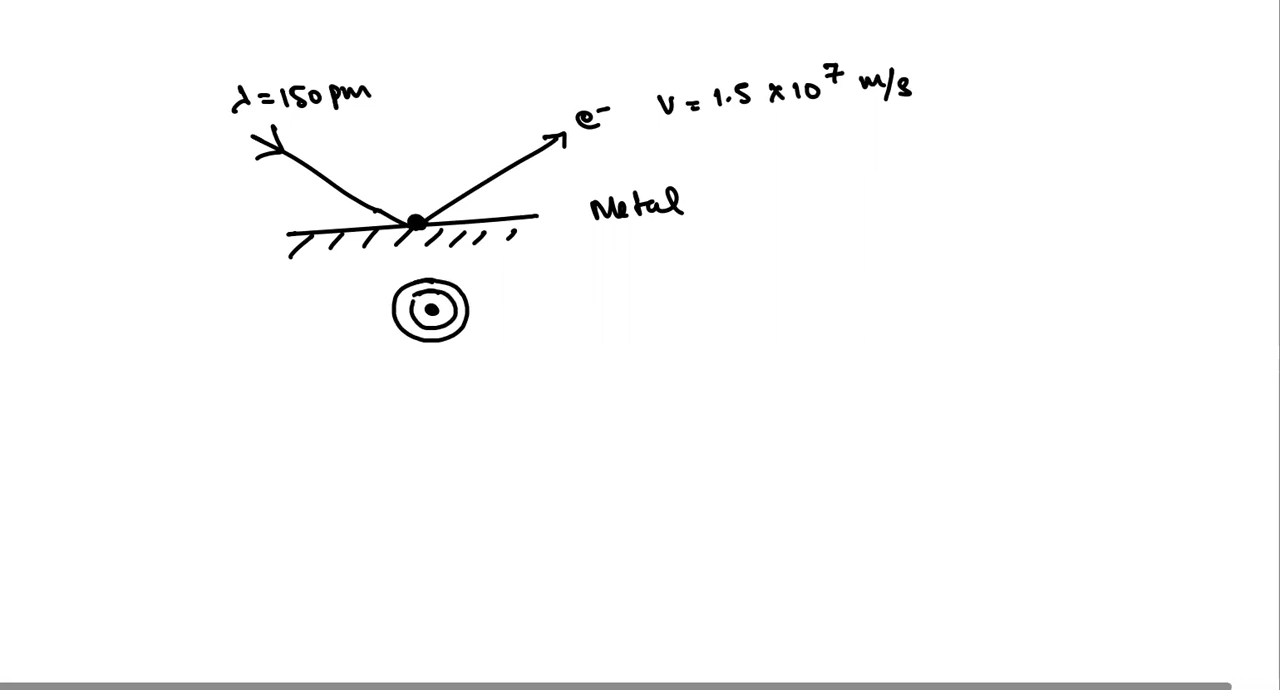 λ = 150 pm
e⁻ v = 1.5 × 10⁷ m/s
Metal